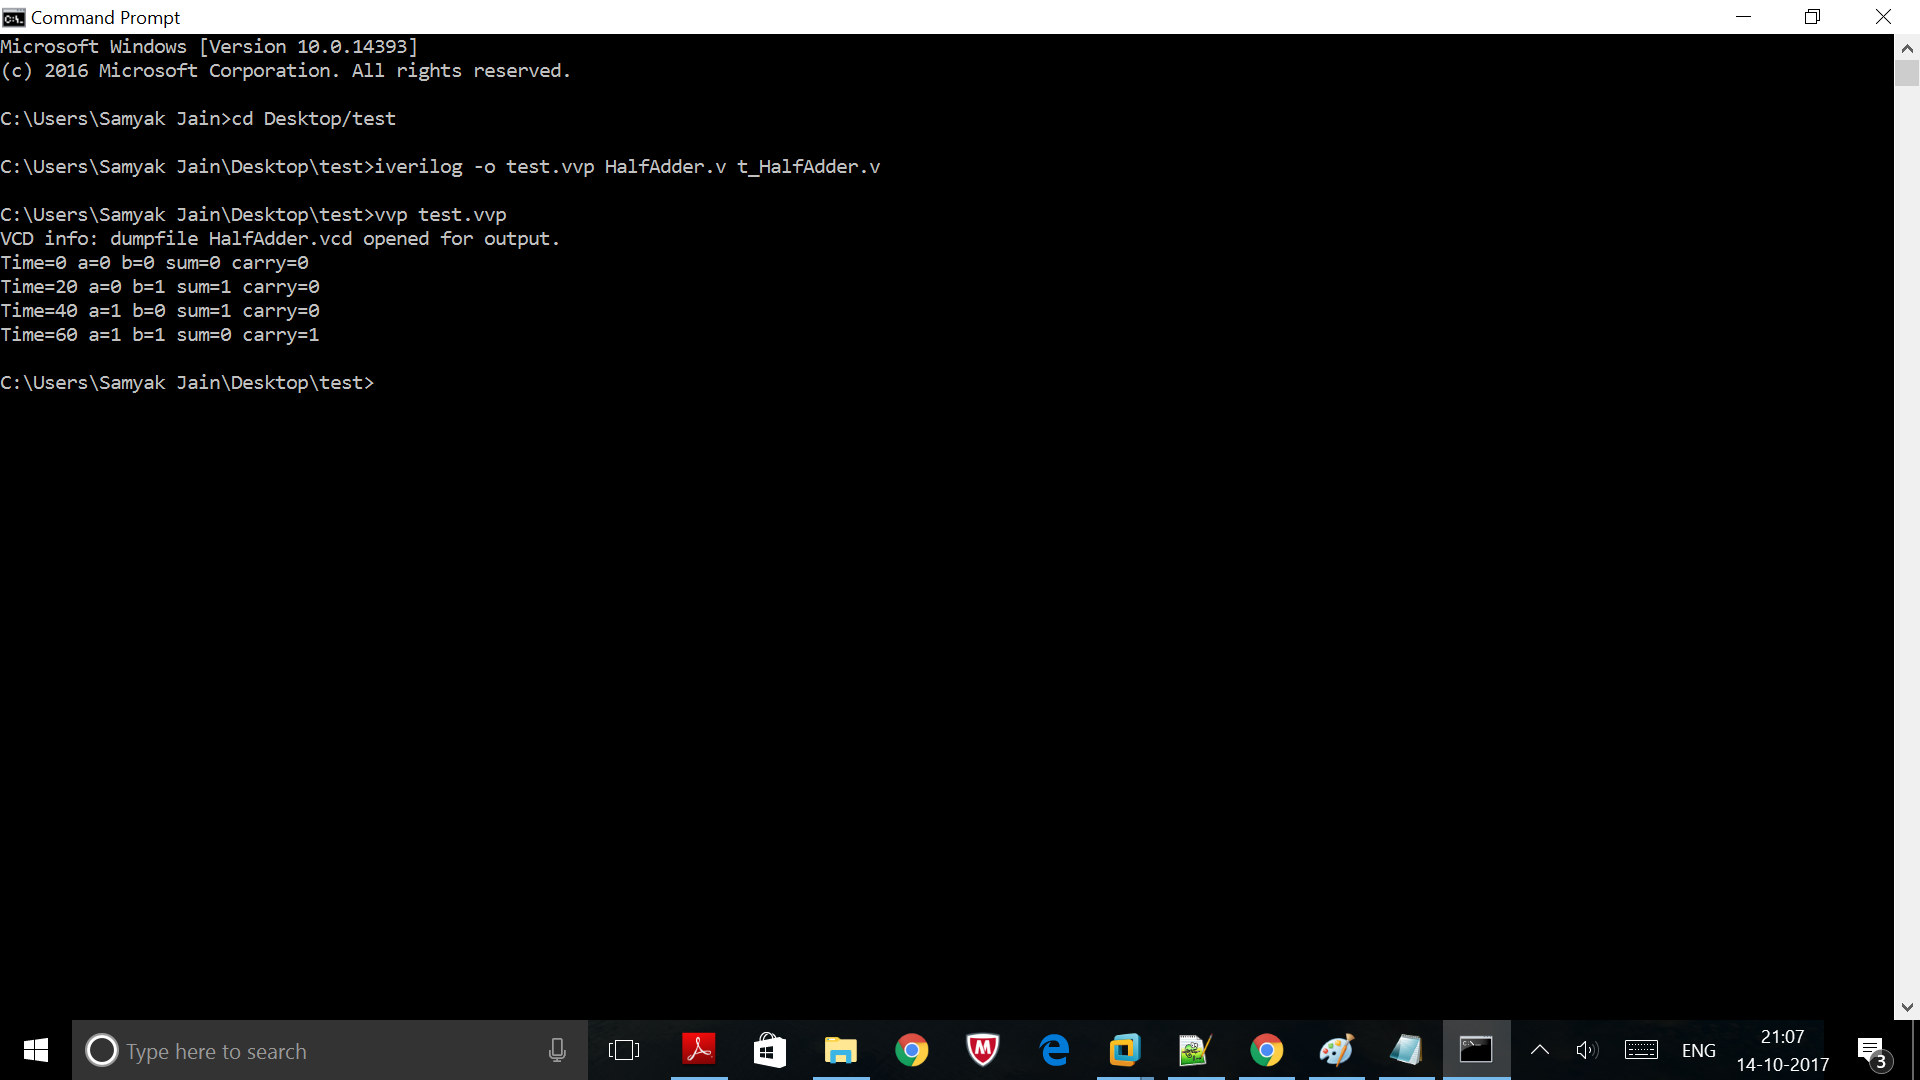 Command Prompt
Microsoft Windows [Version 10.0.14393]
(c) 2016 Microsoft Corporation. All rights reserved.
C:\Users\Samyak Jain>cd Desktop/test
C:\Users\Samyak Jain\Desktop\test>iverilog -o test.vvp HalfAdder.v t_HalfAdder.v
C:\Users\Samyak Jain\Desktop\test>vvp test.vvp
VCD info: dumpfile HalfAdder.vcd opened for output.
Time=0 a=0 b=0 sum=0 carry=0
Time=20 a=0 b=1 sum=1 carry=0
Time=40 a=1 b=0 sum=1 carry=0
Time=60 a=1 b=1 sum=0 carry=1
C:\Users\Samyak Jain\Desktop\test>
Type here to search
ENG
21:07
14-10-2017
3